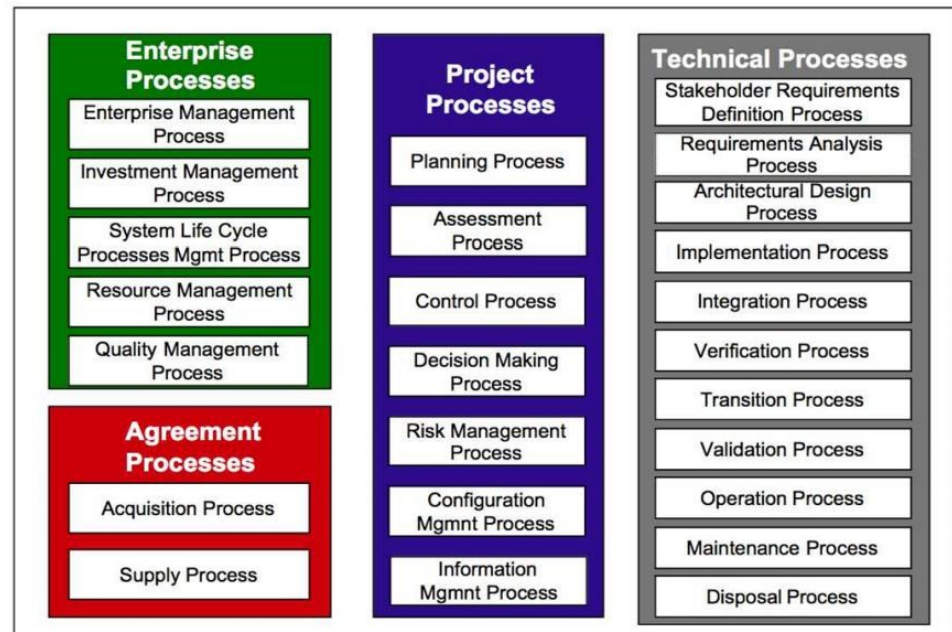 Enterprise
Processes
Enterprise Management
Process
Investment Management
Process
System Life Cycle
Processes Mgmt Process
Resource Management
Process
Quality Management
Process
Agreement
Processes
Acquisition Process
Supply Process
Project
Processes
Planning Process
Assessment
Process
Control Process
Decision Making
Process
Risk Management
Process
Configuration
Mgmnt Process
Information
Mgmnt Process
Technical Processes
Stakeholder Requirements
Definition Process
Requirements Analysis
Process
Architectural Design
Process
Implementation Process
Integration Process
Verification Process
Transition Process
Validation Process
Operation Process
Maintenance Process
Disposal Process